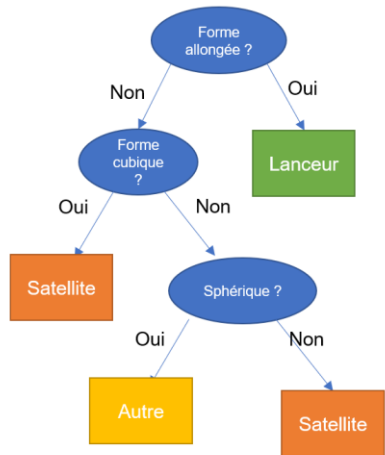 Forme
allongée ?
Non
Oui
Forme
cubique
?
Lanceur
Oui
Non
Satellite
Sphérique ?
Oui
Non
Autre
Satellite